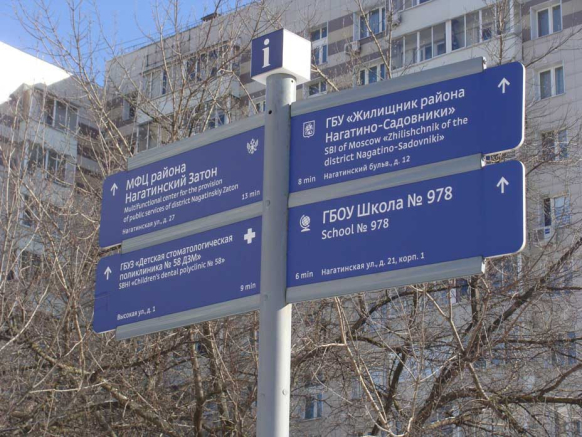 i
МФЦ района
Нагатинский Затон
Multifunctional center for the provision
of public services of district Nagatinskiy Zaton
13 min
Нагатинская ул., д. 27
ГБУЗ «Детская стоматологическая
поликлиника № 58 ДЗМ»
SBHI «Children's dental polyclinic № 58»
9 min
Высокая ул., д. 1
ГБУ «Жилищник района
Нагатино-Садовники»
SBI of Moscow «Zhilishchnik of the
district Nagatino-Sadovniki»
8 min
Нагатинский бульв., д. 12
ГБОУ Школа № 978
School № 978
6 min
Нагатинская ул., д. 21, корп. 1